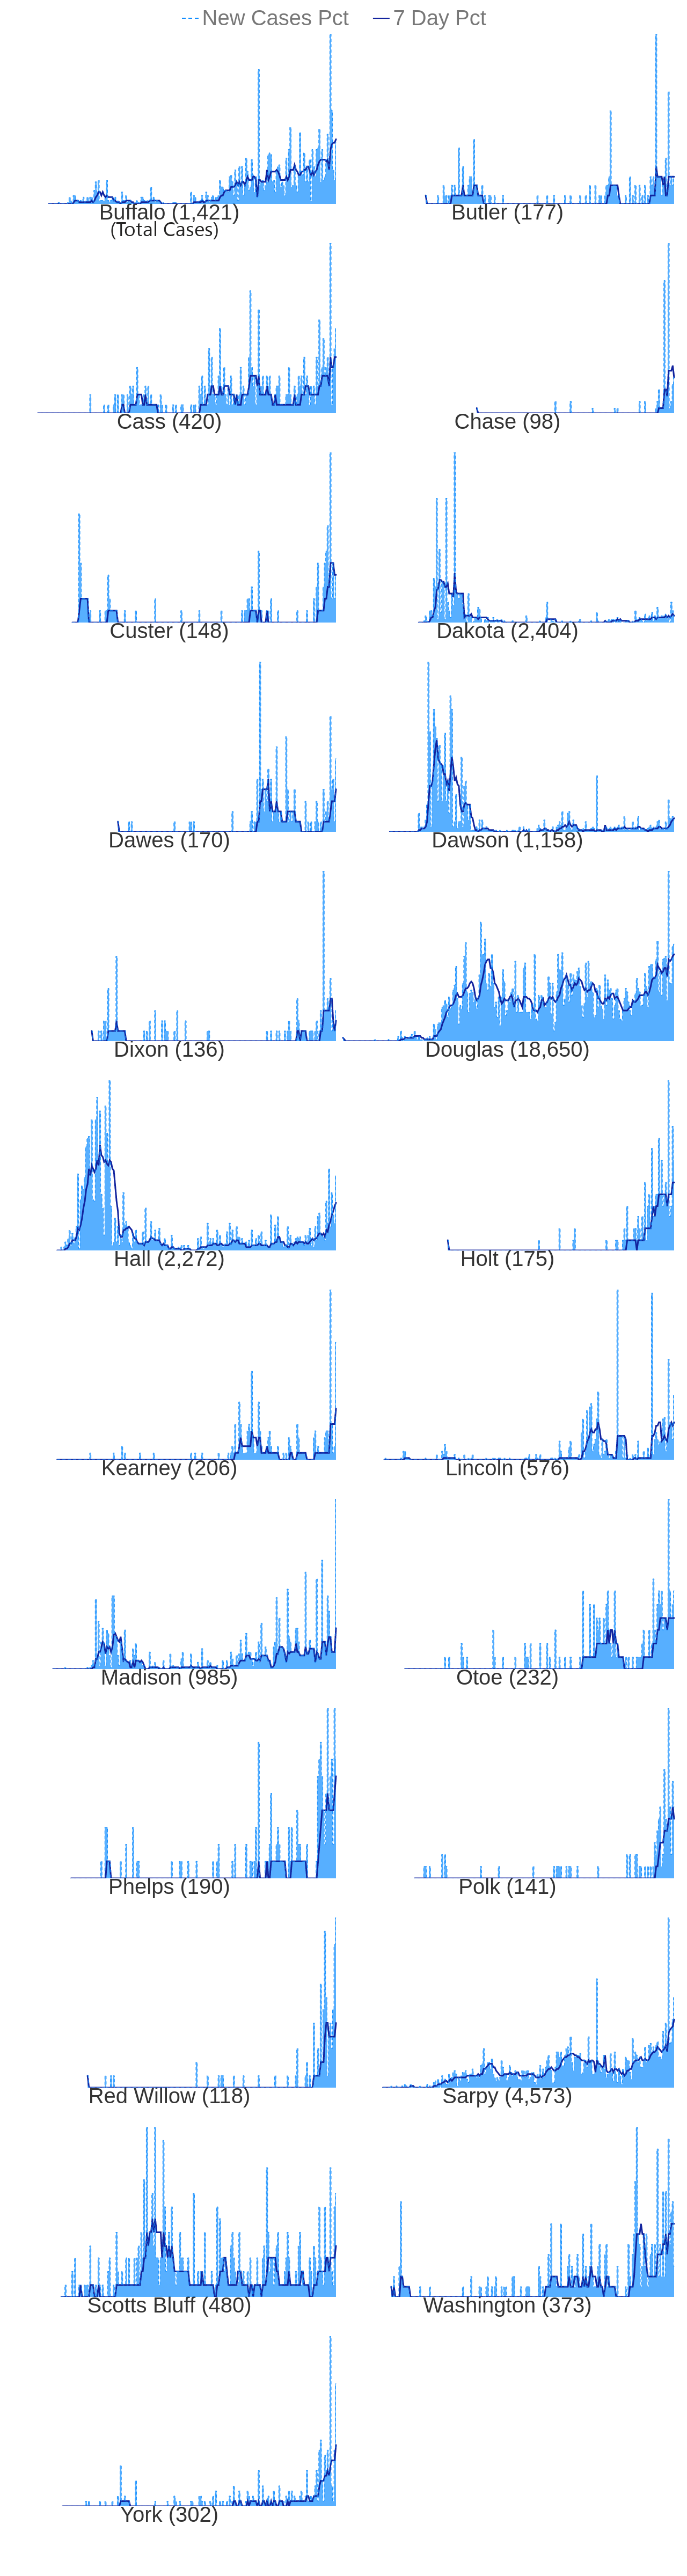 New Cases Pct 7 Day Pct
Buffalo (1,421) Butler (177)
(Total Cases)
Cass (420) Chase (98)
Custer (148) Dakota (2,404)
Dawes (170) Dawson (1,158)
Dixon (136) Douglas (18,650)
Hall (2,272) Holt (175)
Kearney (206) Lincoln (576)
Madison (985) Otoe (232)
Phelps (190) Polk (141)
Red Willow (118) Sarpy (4,573)
Scotts Bluff (480) Washington (373)
York (302)